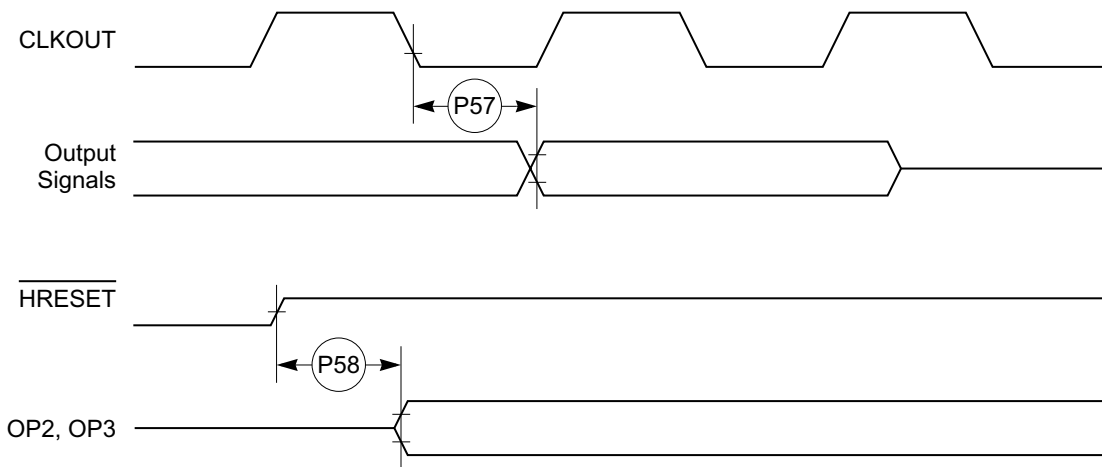 CLKOUT
P57
Output
Signals
HRESET
P58
OP2, OP3